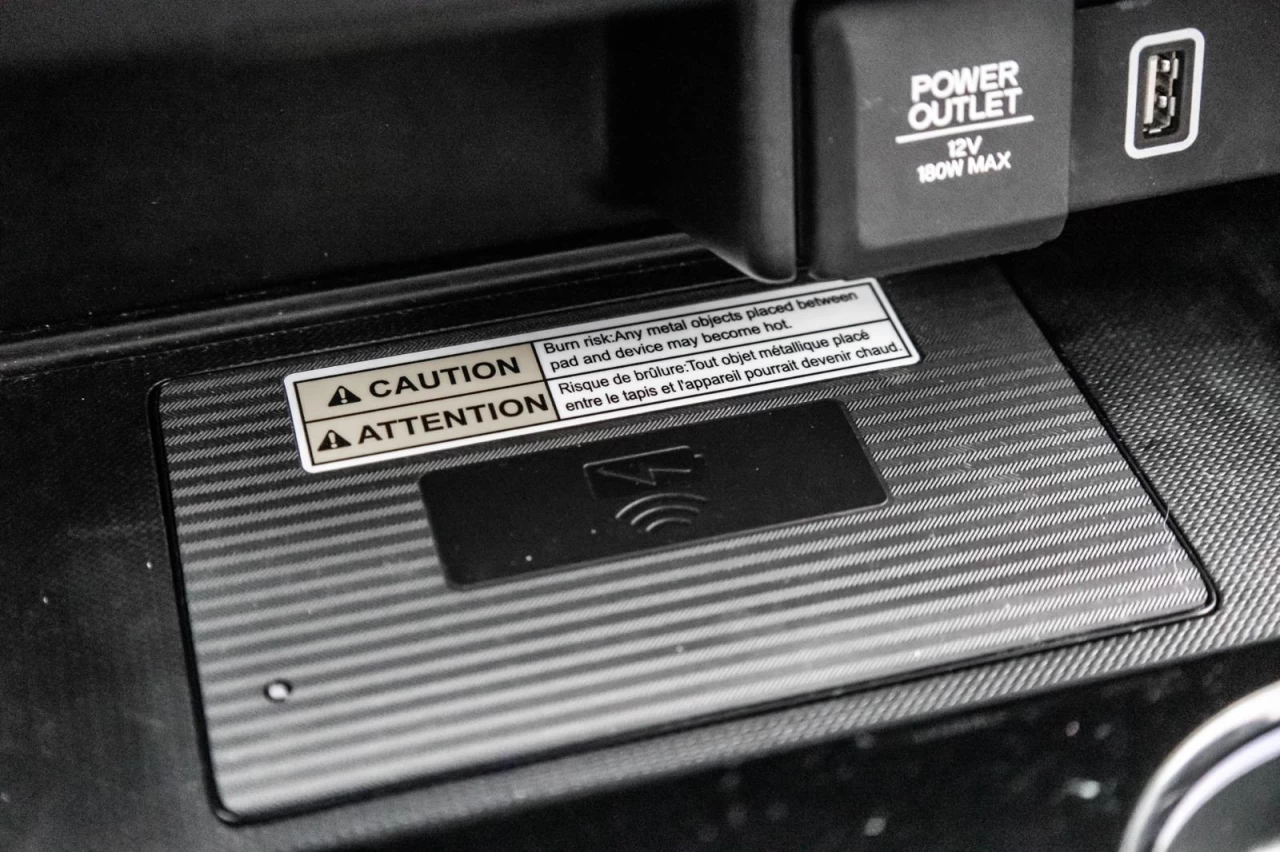 POWER
OUTLET
12V
180W MAX
CAUTION
Burn risk:Any metal objects placed between
pad and device may become hot.
ATTENTION
Risque de brûlure:Tout objet métallique placé
entre le tapis et l'appareil pourrait devenir chaud.